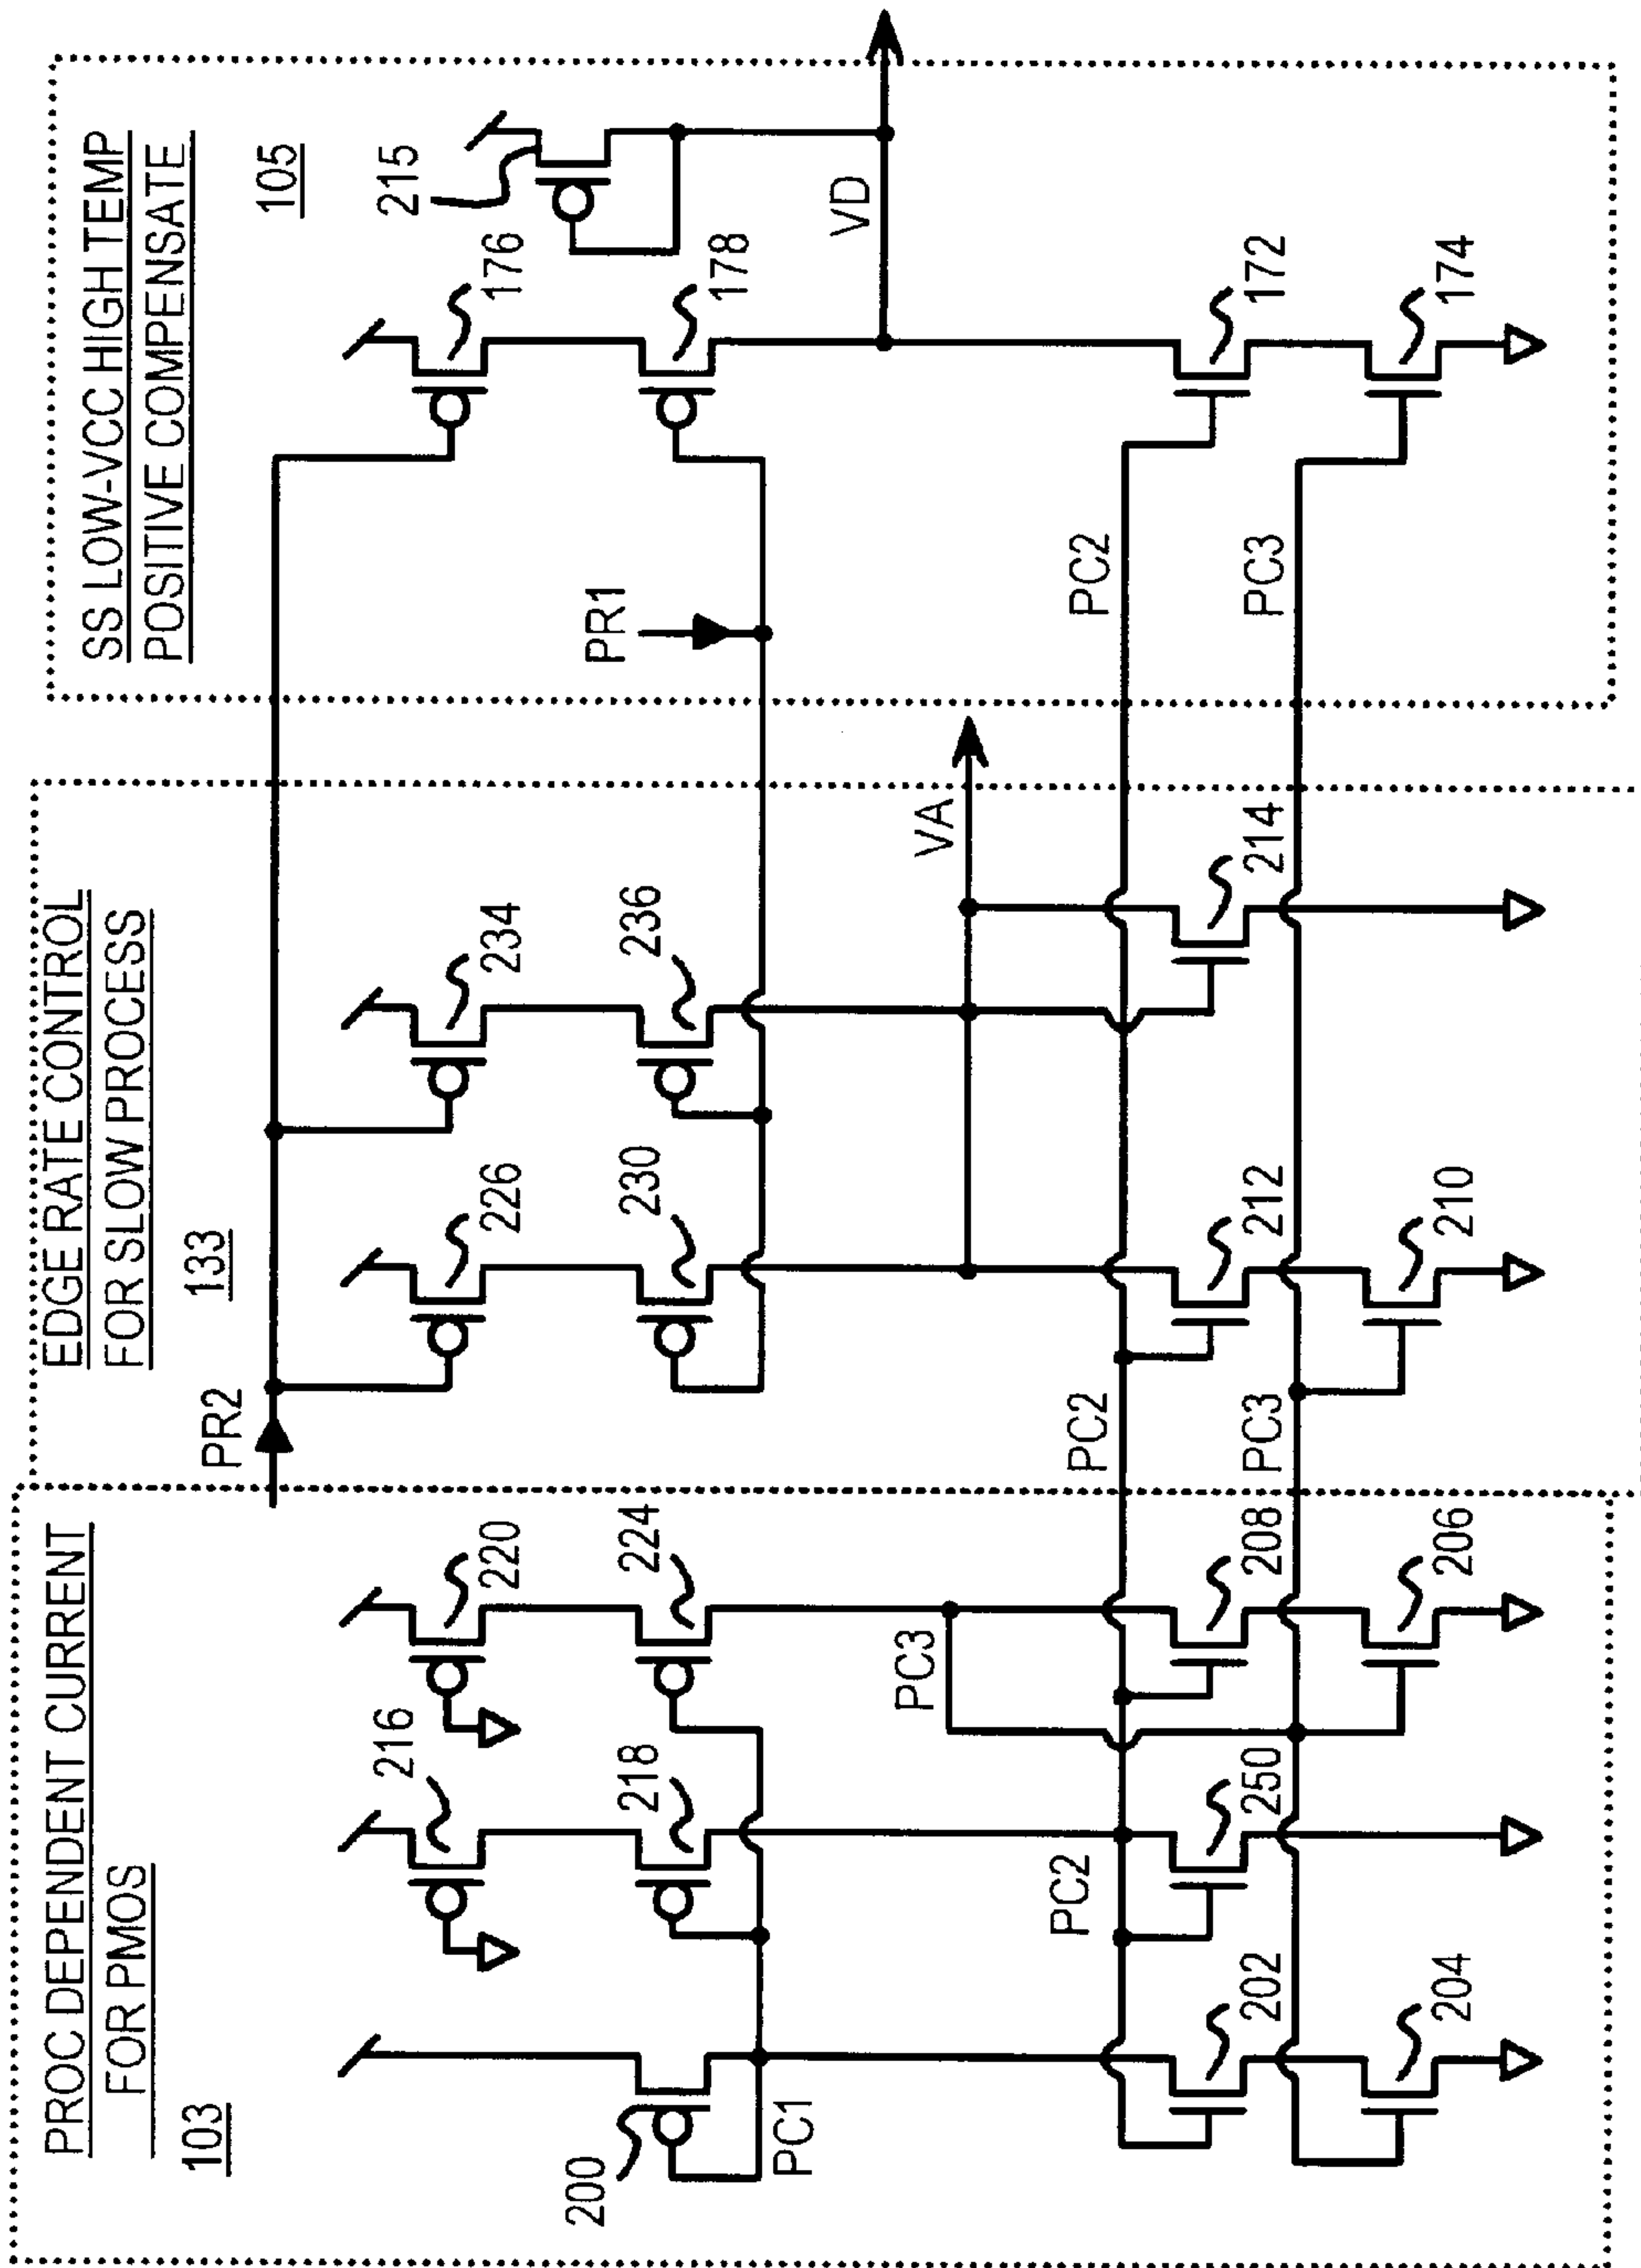 PROC DEPENDENT CURRENT
FOR PMOS
103
200
216
220
218
224
PC1
PC3
PC2
202
250
208
204
206
EDGE RATE CONTROL
FOR SLOW PROCESS
133
PR2
226
234
230
236
VA
PC2
212
214
PC3
210
SS LOW-VCC HIGH TEMP
POSITIVE COMPENSATE
105
215
176
178
PR1
VD
PC2
172
PC3
174